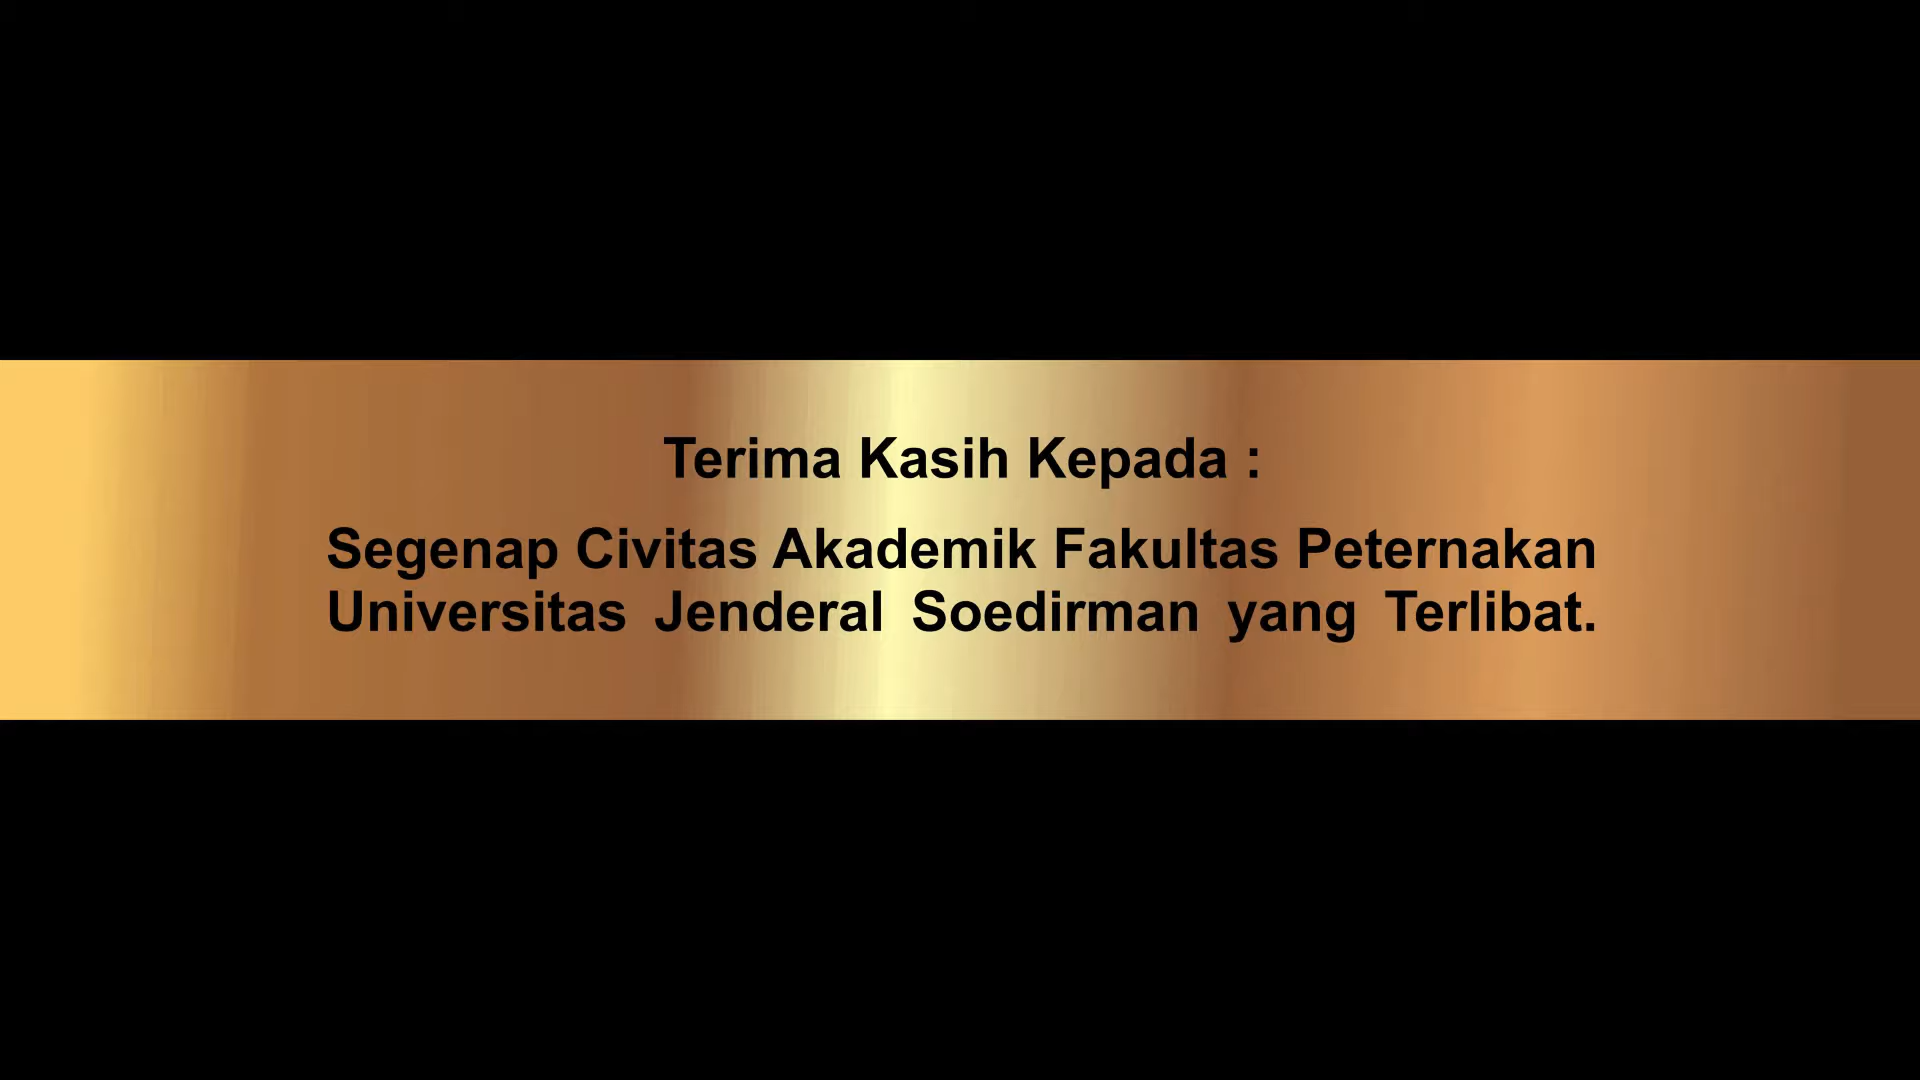 Terima Kasih Kepada :
Segenap Civitas Akademik Fakultas Peternakan
Universitas Jenderal Soedirman yang Terlibat.